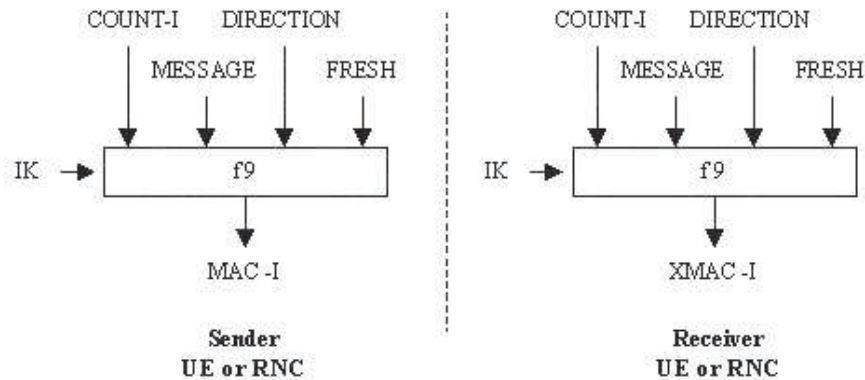 COUNT-I DIRECTION
MESSAGE FRESH
IK f9
MAC -I
Sender
UE or RNC
COUNT-I DIRECTION
MESSAGE FRESH
IK f9
XMAC -I
Receiver
UE or RNC